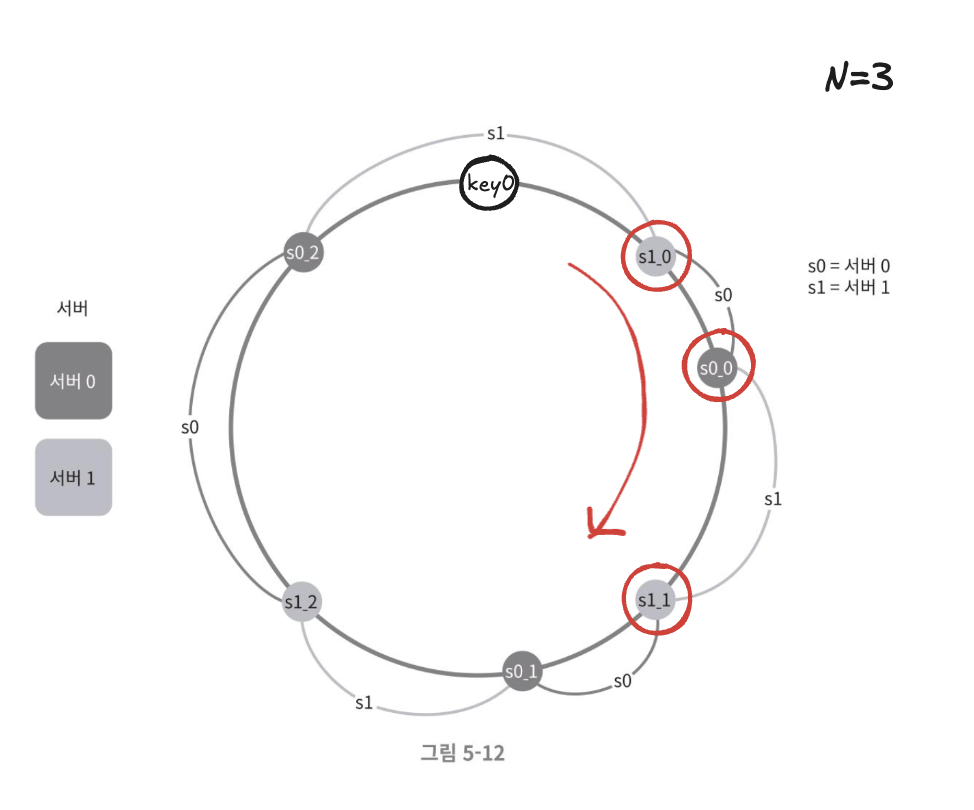 N=3
s1
key0
s0_2
s1_0
s0 = 서버 0
s1 = 서버 1
s0
서버
s0_0
서버 0
s0
서버 1
s1
s1_2
s1_1
s0_1
s0
s1
그림 5-12